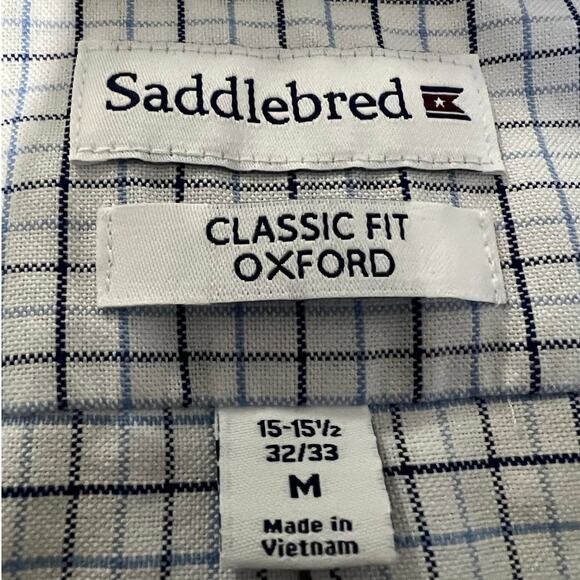 Saddlebred
CLASSIC FIT
OXFORD
15-15½
32/33
M
Made in
Vietnam